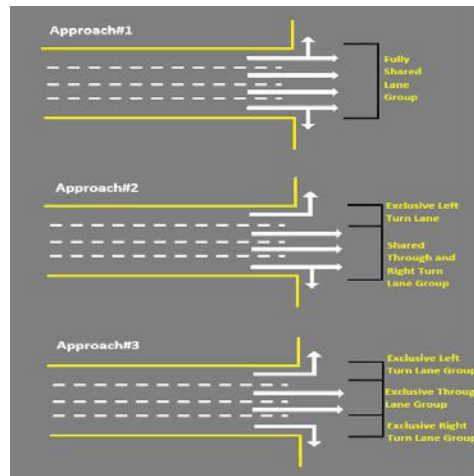 Approach#1
Fully
Shared
Lane
Group
Approach#2
Exclusive Left
Turn Lane
Shared
Through and
Right Turn
Lane Group
Approach#3
Exclusive Left
Turn Lane Group
Exclusive Through
Lane Group
Exclusive Right
Turn Lane Group